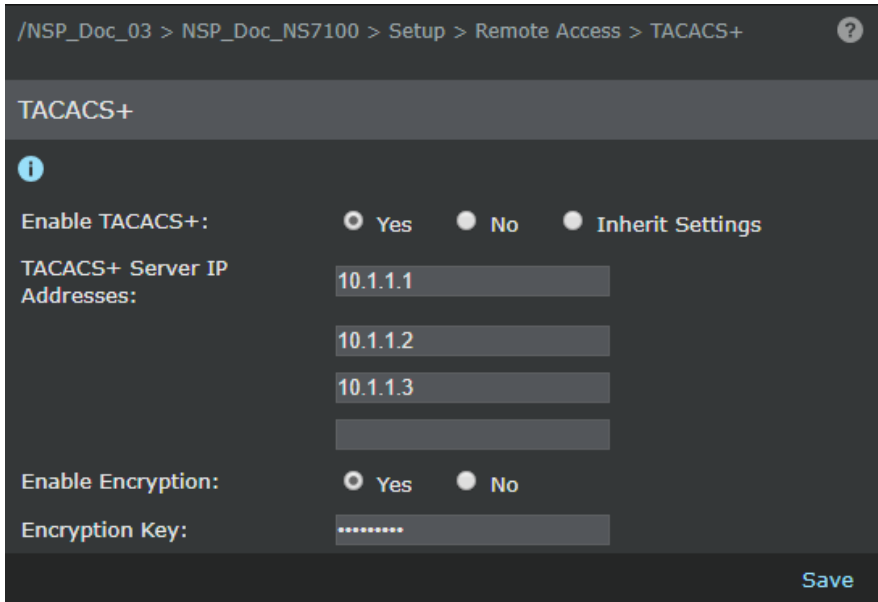 /NSP_Doc_03 > NSP_Doc_NS7100 > Setup > Remote Access > TACACS+ ?
TACACS+
i
Enable TACACS+: Yes No Inherit Settings
TACACS+ Server IP
Addresses:
10.1.1.1
10.1.1.2
10.1.1.3
Enable Encryption: Yes No
Encryption Key: •••••••••
Save